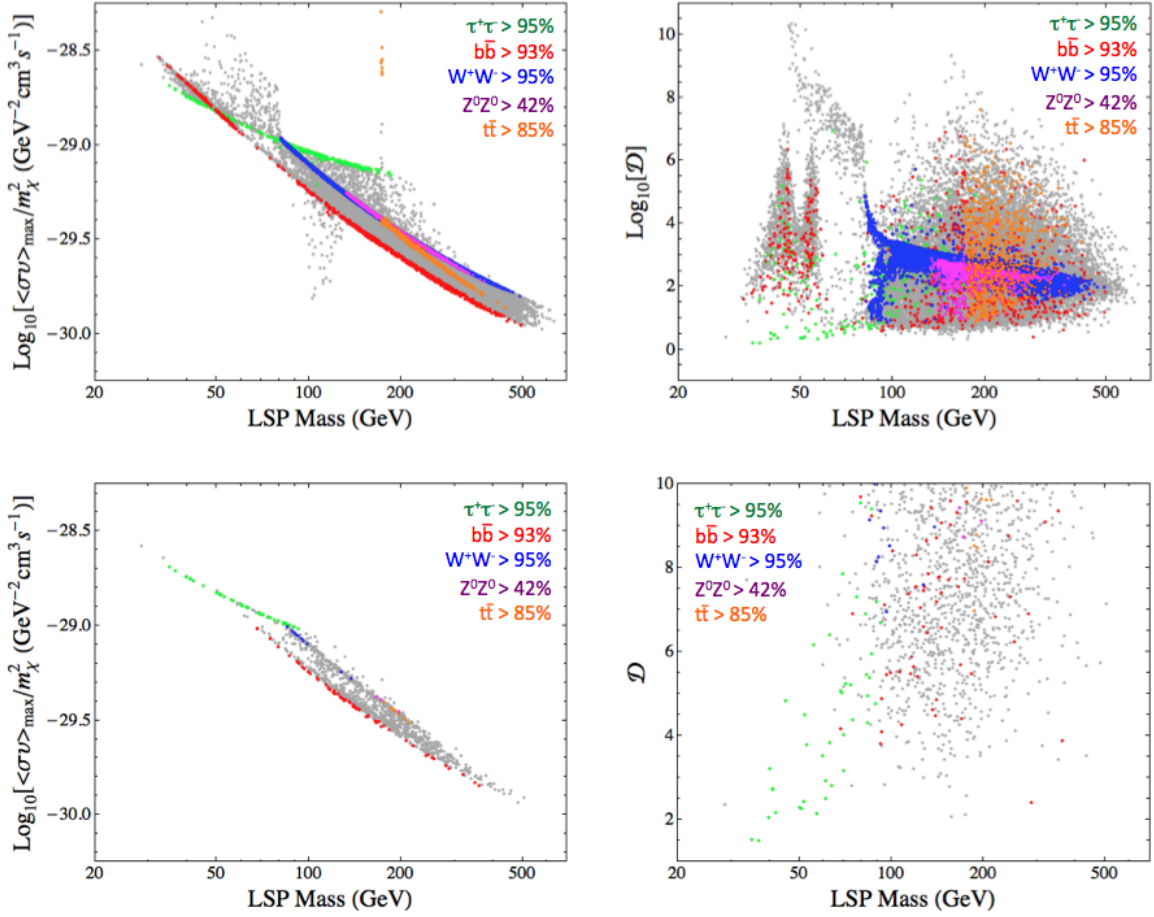 Log₁₀[<σv>ₘₐₓ/m²ᵪ (GeV⁻²cm³s⁻¹)]
−28.5
−29.0
−29.5
−30.0
τ⁺τ⁻> 95%
bb̅ > 93%
W⁺W⁻> 95%
Z⁰Z⁰ > 42%
tt̅ > 85%
20 50 100 200 500
LSP Mass (GeV)
Log₁₀[𝒟]
10
8
6
4
2
0
τ⁺τ⁻> 95%
bb̅ > 93%
W⁺W⁻> 95%
Z⁰Z⁰ > 42%
tt̅ > 85%
20 50 100 200 500
LSP Mass (GeV)
Log₁₀[<σv>ₘₐₓ/m²ᵪ (GeV⁻²cm³s⁻¹)]
−28.5
−29.0
−29.5
−30.0
τ⁺τ⁻> 95%
bb̅ > 93%
W⁺W⁻> 95%
Z⁰Z⁰ > 42%
tt̅ > 85%
20 50 100 200 500
LSP Mass (GeV)
𝒟
10
8
6
4
2
τ⁺τ⁻> 95%
bb̅ > 93%
W⁺W⁻> 95%
Z⁰Z⁰ > 42%
tt̅ > 85%
20 50 100 200 500
LSP Mass (GeV)